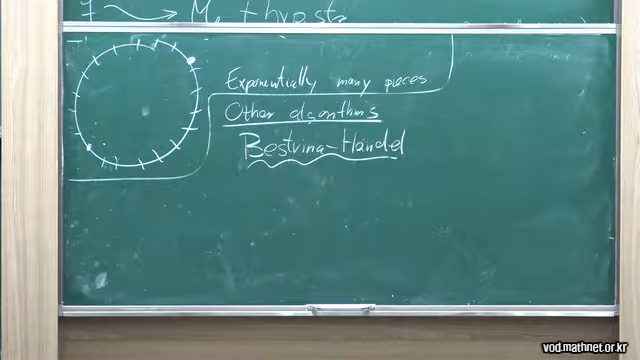 Exponentially many pieces
Other algorithms
Bestvina-Handel
vod.mathnet.or.kr